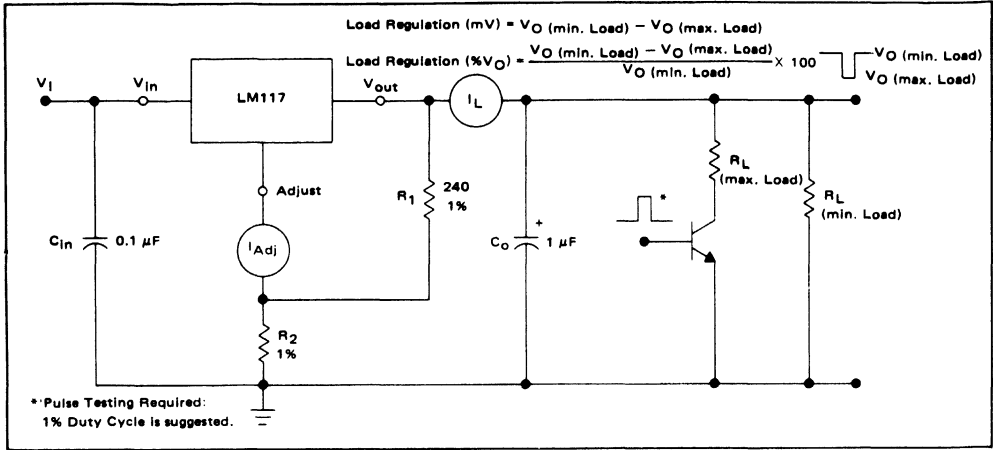 Load Regulation (mV) = VO (min. Load) - VO (max. Load)
Load Regulation (%VO) = VO (min. Load) - VO (max. Load) / VO (min. Load) X 100
VO (min. Load)
VO (max. Load)
VI
Vin
LM117
Vout
IL
Adjust
R1
240
1%
RL
(max. Load)
RL
(min. Load)
*
Cin
0.1 μF
IAdj
CO
+
1 μF
R2
1%
* Pulse Testing Required:
1% Duty Cycle is suggested.